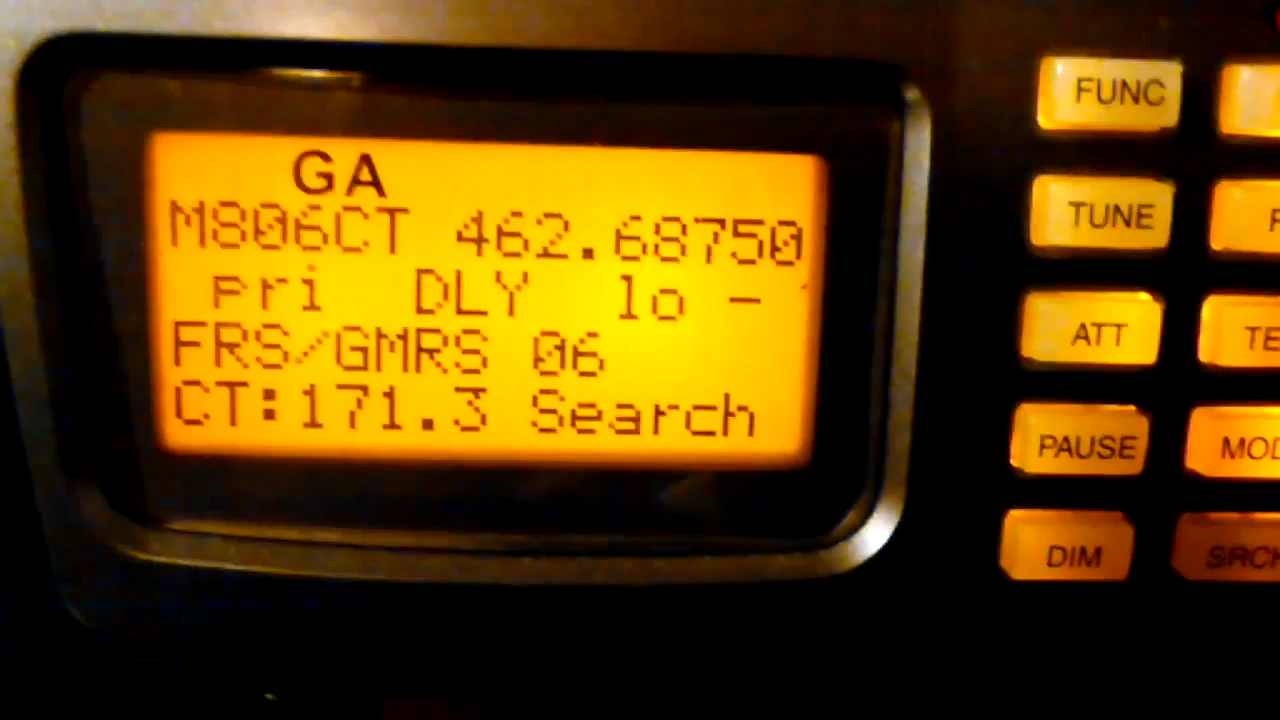 GA
M806CT 462.68750
pri DLY lo -
FRS/GMRS 06
CT:171.3 Search
FUNC
TUNE
ATT
PAUSE
DIM